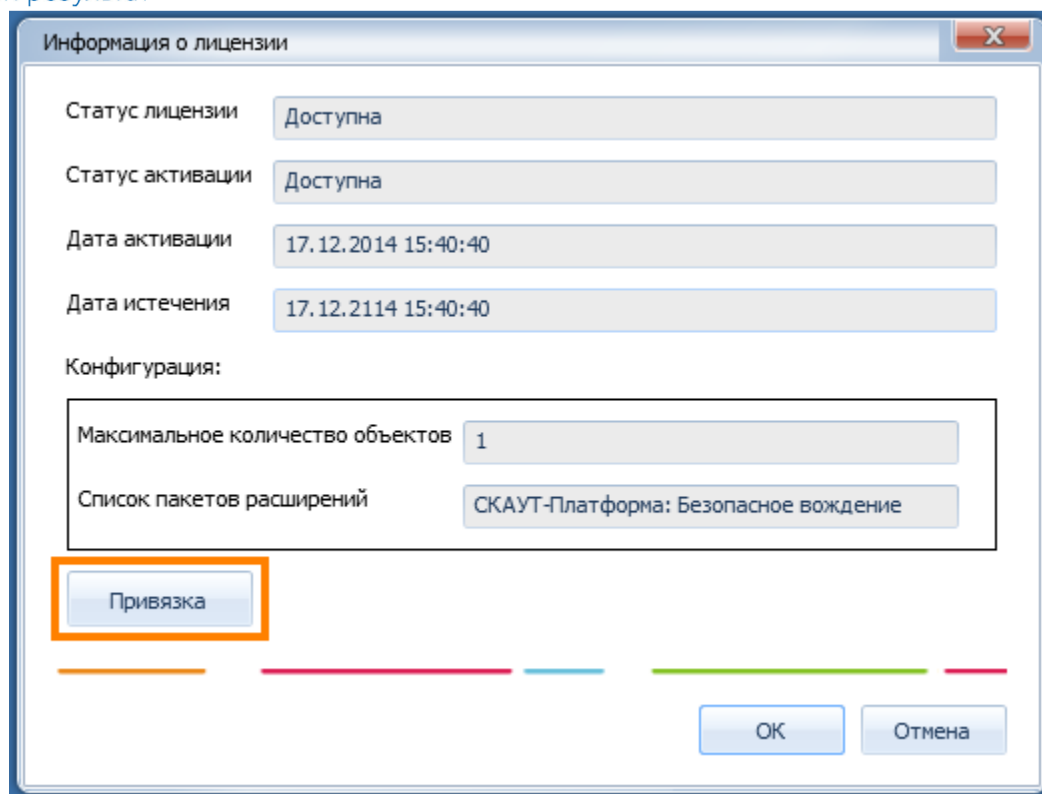 Информация о лицензии
Статус лицензии Доступна
Статус активации Доступна
Дата активации 17.12.2014 15:40:40
Дата истечения 17.12.2114 15:40:40
Конфигурация:
Максимальное количество объектов 1
Список пакетов расширений СКАУТ-Платформа: Безопасное вождение
Привязка
ОК Отмена